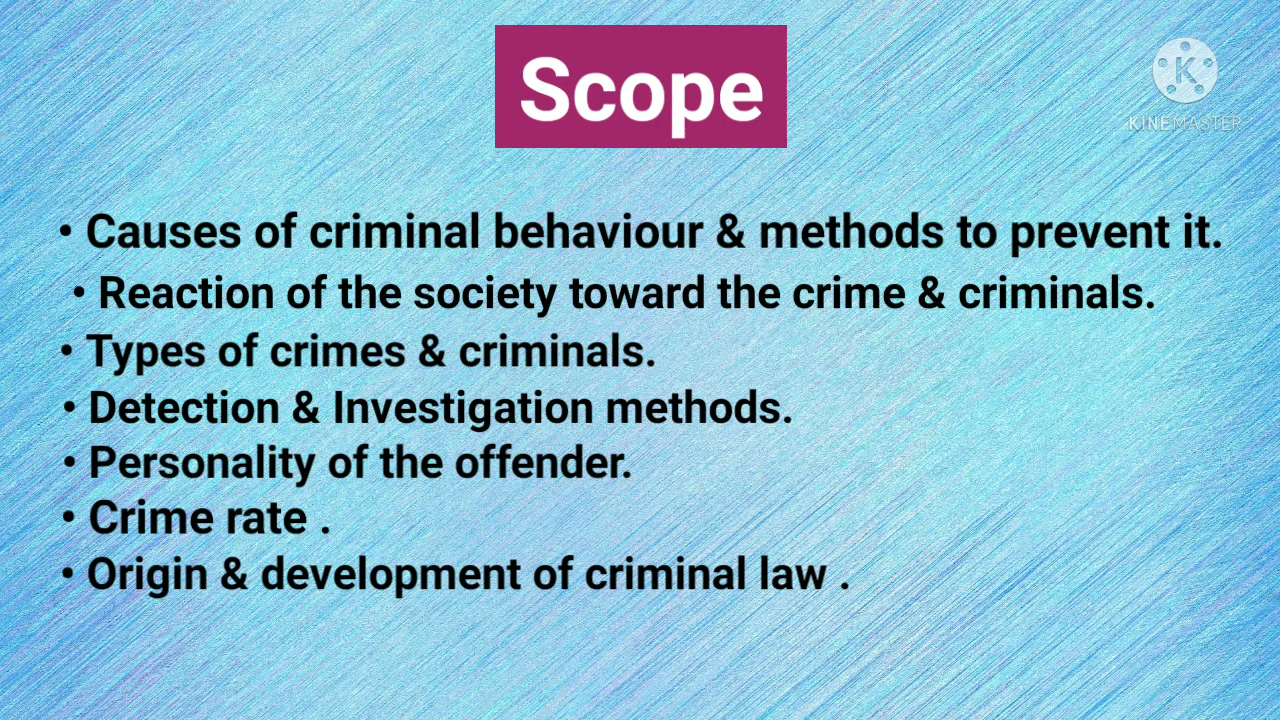 Scope
K
KINEMASTER
• Causes of criminal behaviour & methods to prevent it.
• Reaction of the society toward the crime & criminals.
• Types of crimes & criminals.
• Detection & Investigation methods.
• Personality of the offender.
• Crime rate .
• Origin & development of criminal law .